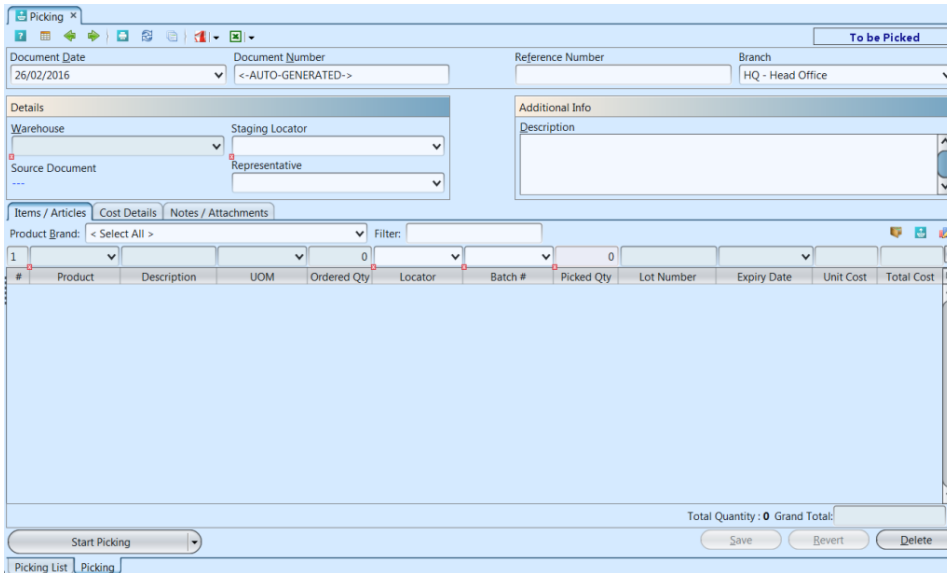 Picking ×
To be Picked
Document Date Document Number Reference Number Branch
26/02/2016 <-AUTO-GENERATED-> HQ - Head Office
Details Additional Info
Warehouse Staging Locator Description
Source Document Representative
---
Items / Articles Cost Details Notes / Attachments
Product Brand: < Select All > Filter:
1 0 0
# Product Description UOM Ordered Qty Locator Batch # Picked Qty Lot Number Expiry Date Unit Cost Total Cost
Total Quantity : 0 Grand Total:
Start Picking Save Revert Delete
Picking List Picking